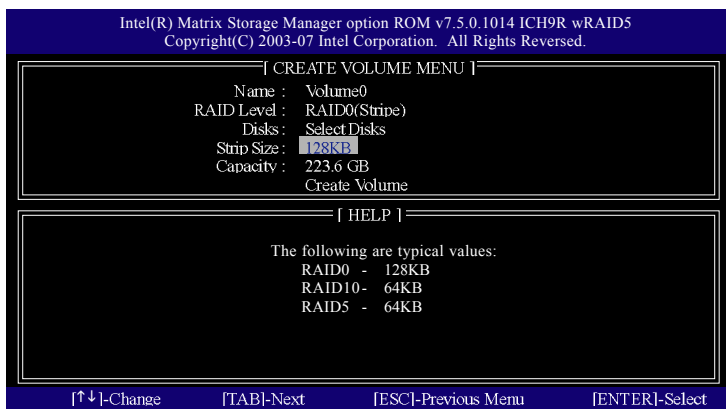 Intel(R) Matrix Storage Manager option ROM v7.5.0.1014 ICH9R wRAID5
Copyright(C) 2003-07 Intel Corporation. All Rights Reversed.
[ CREATE VOLUME MENU ]
Name : Volume0
RAID Level : RAID0(Stripe)
Disks : Select Disks
Strip Size : 128KB
Capacity : 223.6 GB
Create Volume
[ HELP ]
The following are typical values:
RAID0 - 128KB
RAID10- 64KB
RAID5 - 64KB
[↑↓]-Change [TAB]-Next [ESC]-Previous Menu [ENTER]-Select